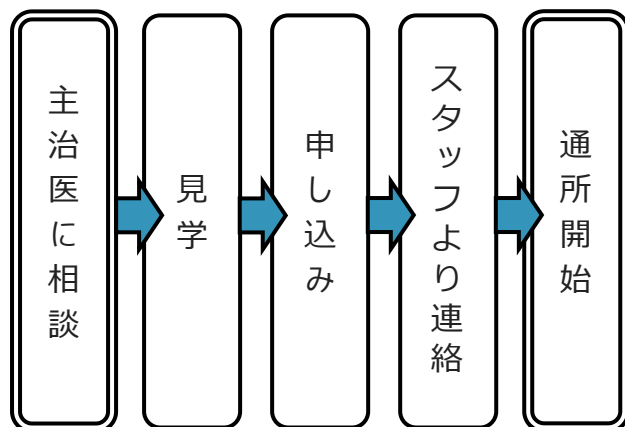 主治医に相談
見学
申し込み
スタッフより連絡
通所開始